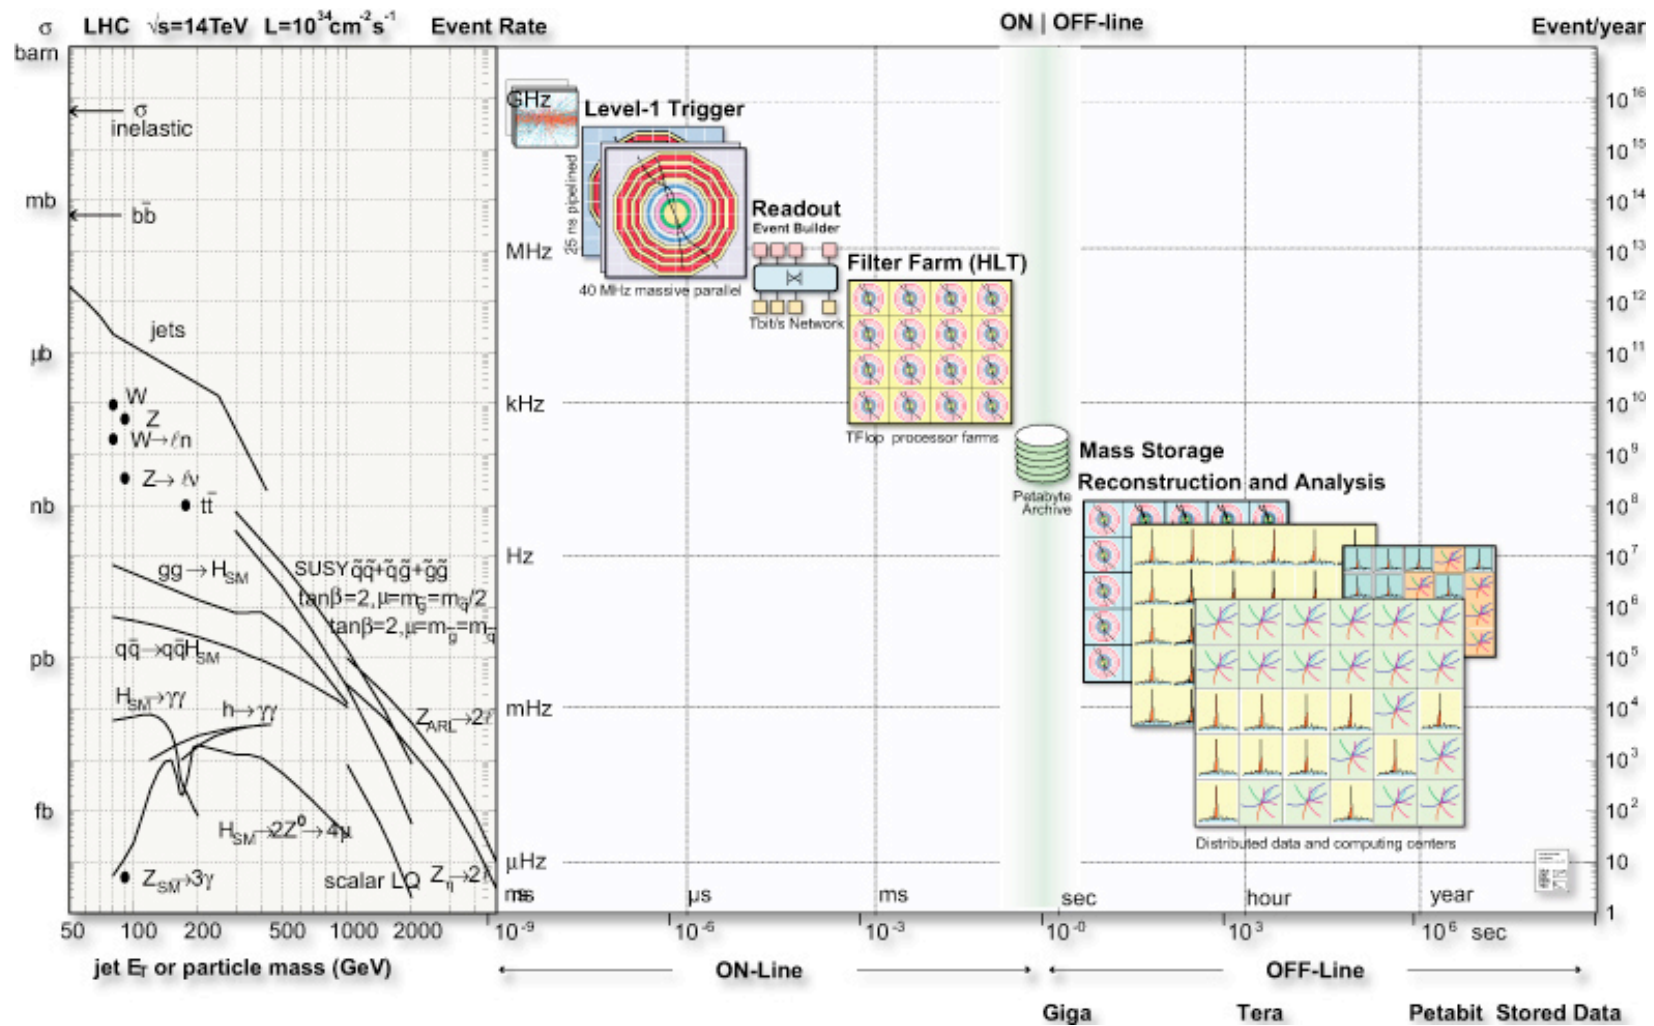 σ LHC √s=14TeV L=10³⁴cm⁻²s⁻¹ Event Rate
ON | OFF-line
Event/year
barn
mb
μb
nb
pb
fb
σ
inelastic
bb̄
jets
W
Z
W→ℓn
Z→ℓν
tt̄
gg→H_SM
SUSY q̃q̃+q̃g̃+g̃g̃
tanβ=2,μ=m_g̃=m_q̃/2
tanβ=2,μ=m_g̃=m_q̃
qq̄→qq̄H_SM
H_SM→γγ
h→γγ
Z_ARL→2ℓ
H_SM→2Z⁰→4μ
Z_SM→3γ
scalar LQ
Z_η→2ℓ
50 100 200 500 1000 2000
jet E_T or particle mass (GeV)
GHz
MHz
kHz
Hz
mHz
μHz
Level-1 Trigger
25 ns pipelined
40 MHz massive parallel
Readout
Event Builder
Tbit/s Network
Filter Farm (HLT)
TFlop processor farms
Mass Storage
Petabyte
Archive
Reconstruction and Analysis
Distributed data and computing centers
ns μs ms sec hour year
10⁻⁹ 10⁻⁶ 10⁻³ 10⁻⁰ 10³ 10⁶ sec
10¹⁶
10¹⁵
10¹⁴
10¹³
10¹²
10¹¹
10¹⁰
10⁹
10⁸
10⁷
10⁶
10⁵
10⁴
10³
10²
10
1
ON-Line
OFF-Line
Giga Tera Petabit Stored Data